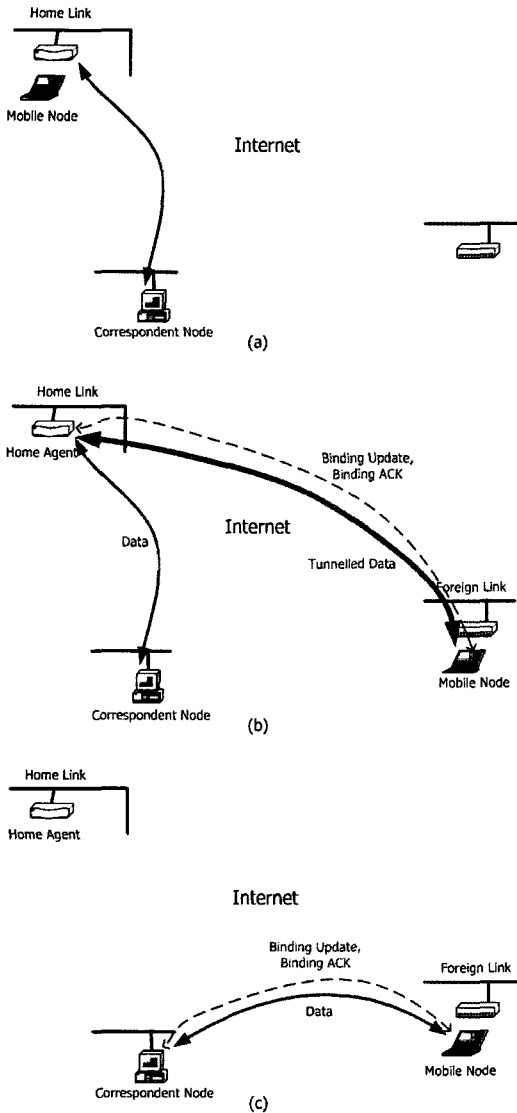 Home Link
Mobile Node
Internet
Correspondent Node
(a)
Home Link
Home Agent
Binding Update,
Binding ACK
Internet
Data
Tunnelled Data
Foreign Link
Mobile Node
Correspondent Node
(b)
Home Link
Home Agent
Internet
Binding Update,
Binding ACK
Foreign Link
Data
Mobile Node
Correspondent Node
(c)